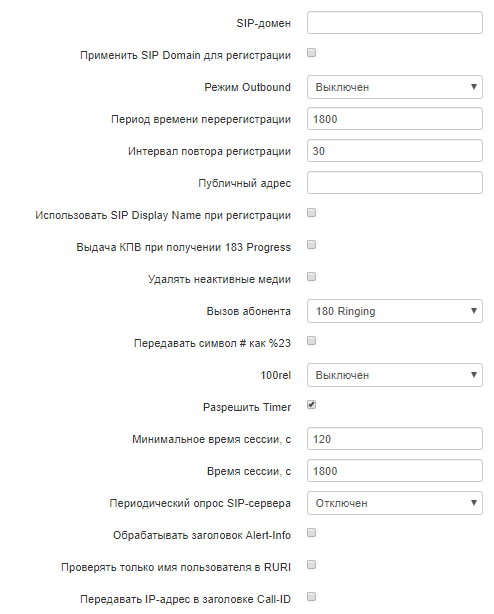 SIP-домен
Применить SIP Domain для регистрации
Режим Outbound Выключен
Период времени перерегистрации 1800
Интервал повтора регистрации 30
Публичный адрес
Использовать SIP Display Name при регистрации
Выдача КПВ при получении 183 Progress
Удалять неактивные медии
Вызов абонента 180 Ringing
Передавать символ # как %23
100rel Выключен
Разрешить Timer
Минимальное время сессии, с 120
Время сессии, с 1800
Периодический опрос SIP-сервера Отключен
Обрабатывать заголовок Alert-Info
Проверять только имя пользователя в RURI
Передавать IP-адрес в заголовке Call-ID